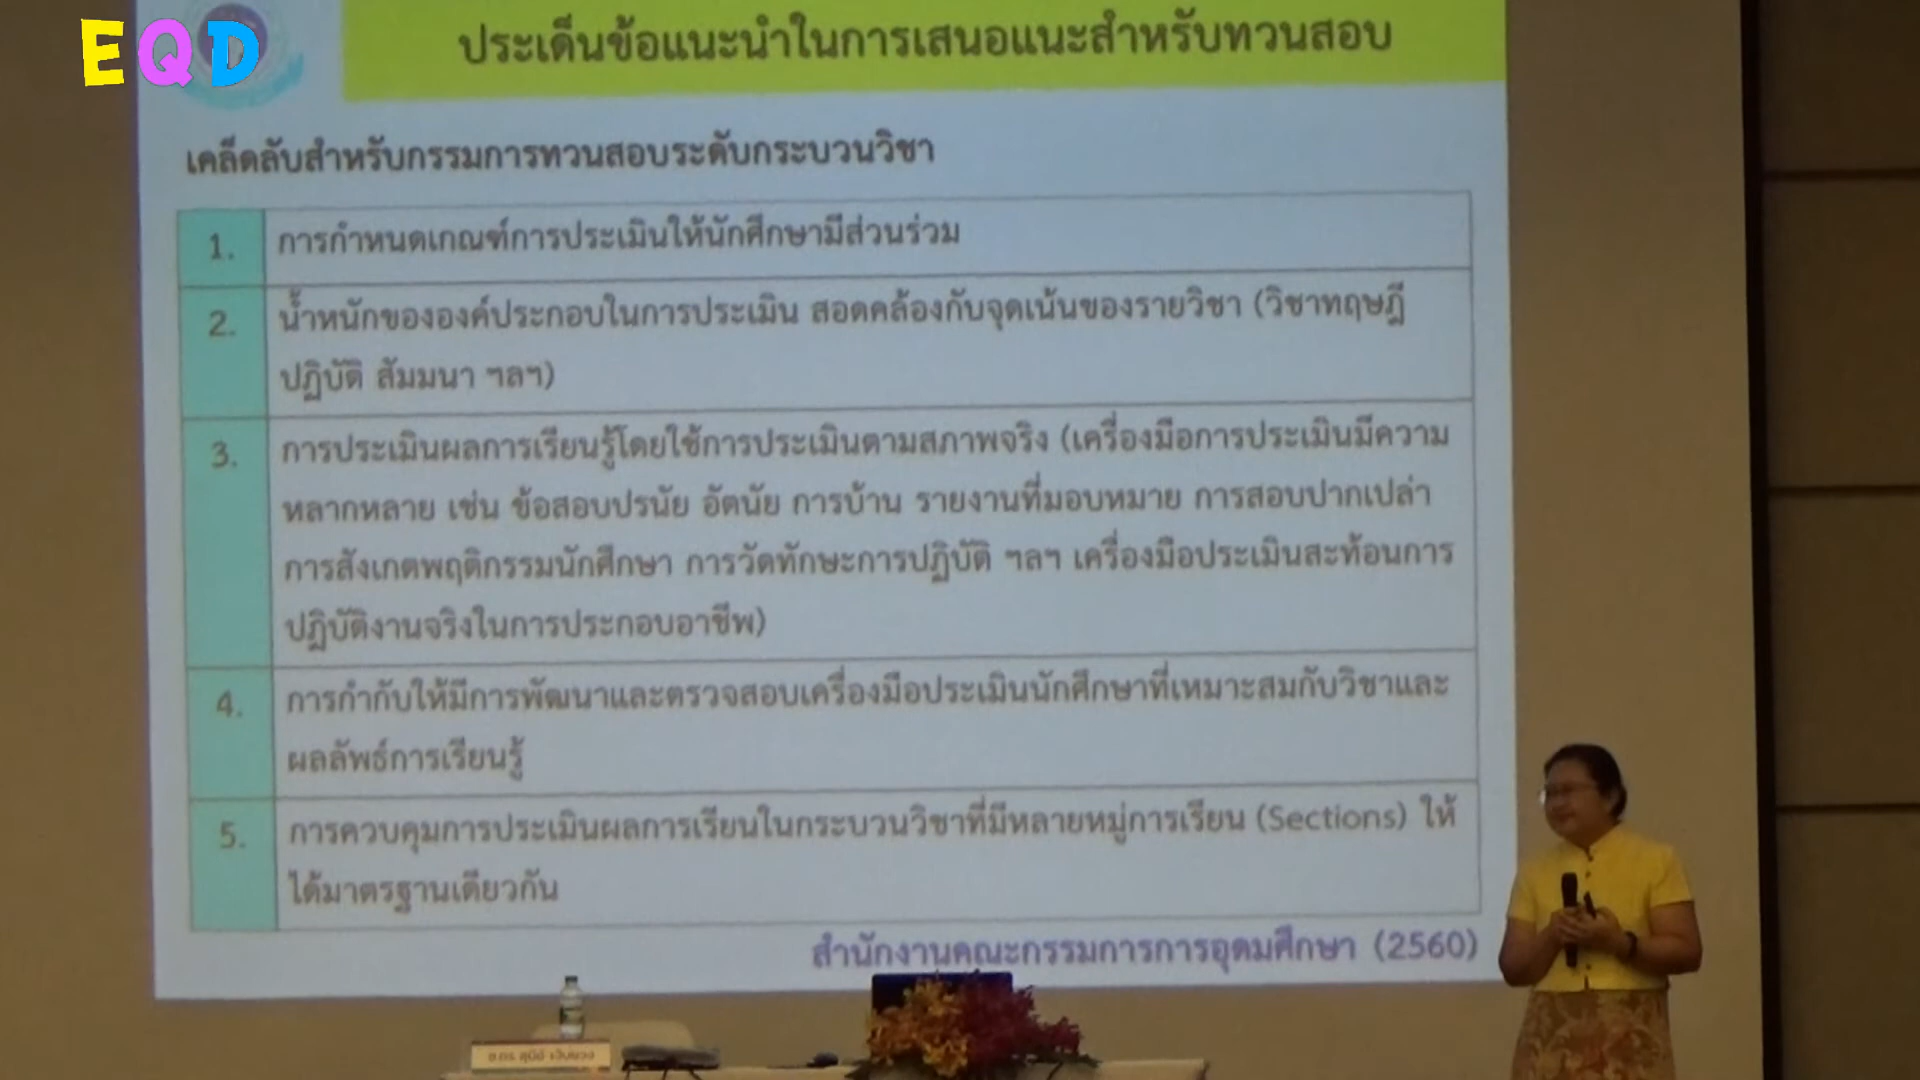 EQD
ประเด็นข้อแนะนำในการเสนอแนะสำหรับทวนสอบ
เคล็ดลับสำหรับกรรมการทวนสอบระดับกระบวนวิชา
1. การกำหนดเกณฑ์การประเมินให้นักศึกษามีส่วนร่วม
2. น้ำหนักขององค์ประกอบในการประเมิน สอดคล้องกับจุดเน้นของรายวิชา (วิชาทฤษฎี
ปฏิบัติ สัมมนา ฯลฯ)
3. การประเมินผลการเรียนรู้โดยใช้การประเมินตามสภาพจริง (เครื่องมือการประเมินมีความ
หลากหลาย เช่น ข้อสอบปรนัย อัตนัย การบ้าน รายงานที่มอบหมาย การสอบปากเปล่า
การสังเกตพฤติกรรมนักศึกษา การวัดทักษะการปฏิบัติ ฯลฯ เครื่องมือประเมินสะท้อนการ
ปฏิบัติงานจริงในการประกอบอาชีพ)
4. การกำกับให้มีการพัฒนาและตรวจสอบเครื่องมือประเมินนักศึกษาที่เหมาะสมกับวิชาและ
ผลลัพธ์การเรียนรู้
5. การควบคุมการประเมินผลการเรียนในกระบวนวิชาที่มีหลายหมู่การเรียน (Sections) ให้
ได้มาตรฐานเดียวกัน
สำนักงานคณะกรรมการการอุดมศึกษา (2560)